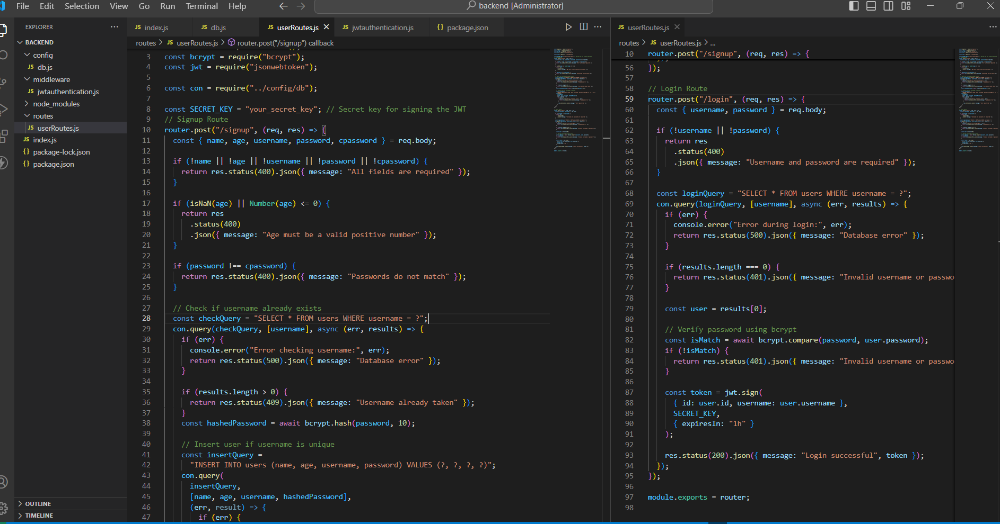 File Edit Selection View Go Run Terminal Help
backend [Administrator]
EXPLORER
BACKEND
config
JS db.js
middleware
JS jwtauthentication.js
node_modules
routes
JS userRoutes.js
JS index.js
{} package-lock.json
{} package.json
OUTLINE
TIMELINE
JS index.js JS db.js JS userRoutes.js JS jwtauthentication.js {} package.json
routes > JS userRoutes.js > router.post("/signup") callback
3 const bcrypt = require("bcrypt");
4 const jwt = require("jsonwebtoken");
5
6 const con = require("../config/db");
7
8 const SECRET_KEY = "your_secret_key"; // Secret key for signing the JWT
9 // Signup Route
10 router.post("/signup", (req, res) => {
11 const { name, age, username, password, cpassword } = req.body;
12
13 if (!name || !age || !username || !password || !cpassword) {
14 return res.status(400).json({ message: "All fields are required" });
15 }
16
17 if (isNaN(age) || Number(age) <= 0) {
18 return res
19 .status(400)
20 .json({ message: "Age must be a valid positive number" });
21 }
22
23 if (password !== cpassword) {
24 return res.status(400).json({ message: "Passwords do not match" });
25 }
26
27 // Check if username already exists
28 const checkQuery = "SELECT * FROM users WHERE username = ?";
29 con.query(checkQuery, [username], async (err, results) => {
30 if (err) {
31 console.error("Error checking username:", err);
32 return res.status(500).json({ message: "Database error" });
33 }
34
35 if (results.length > 0) {
36 return res.status(409).json({ message: "Username already taken" });
37 }
38 const hashedPassword = await bcrypt.hash(password, 10);
39
40 // Insert user if username is unique
41 const insertQuery =
42 "INSERT INTO users (name, age, username, password) VALUES (?, ?, ?, ?)";
43 con.query(
44 insertQuery,
45 [name, age, username, hashedPassword],
46 (err, result) => {
47 if (err) {
JS userRoutes.js
routes > JS userRoutes.js > ...
10 router.post("/signup", (req, res) => {
56 });
57
58 // Login Route
59 router.post("/login", (req, res) => {
60 const { username, password } = req.body;
61
62 if (!username || !password) {
63 return res
64 .status(400)
65 .json({ message: "Username and password are required" });
66 }
67
68 const loginQuery = "SELECT * FROM users WHERE username = ?";
69 con.query(loginQuery, [username], async (err, results) => {
70 if (err) {
71 console.error("Error during login:", err);
72 return res.status(500).json({ message: "Database error" });
73 }
74
75 if (results.length === 0) {
76 return res.status(401).json({ message: "Invalid username or passwo
77 }
78
79 const user = results[0];
80
81 // Verify password using bcrypt
82 const isMatch = await bcrypt.compare(password, user.password);
83 if (!isMatch) {
84 return res.status(401).json({ message: "Invalid username or passwo
85 }
86
87 const token = jwt.sign(
88 { id: user.id, username: user.username },
89 SECRET_KEY,
90 { expiresIn: "1h" }
91 );
92
93 res.status(200).json({ message: "Login successful", token });
94 });
95 });
96
97 module.exports = router;
98